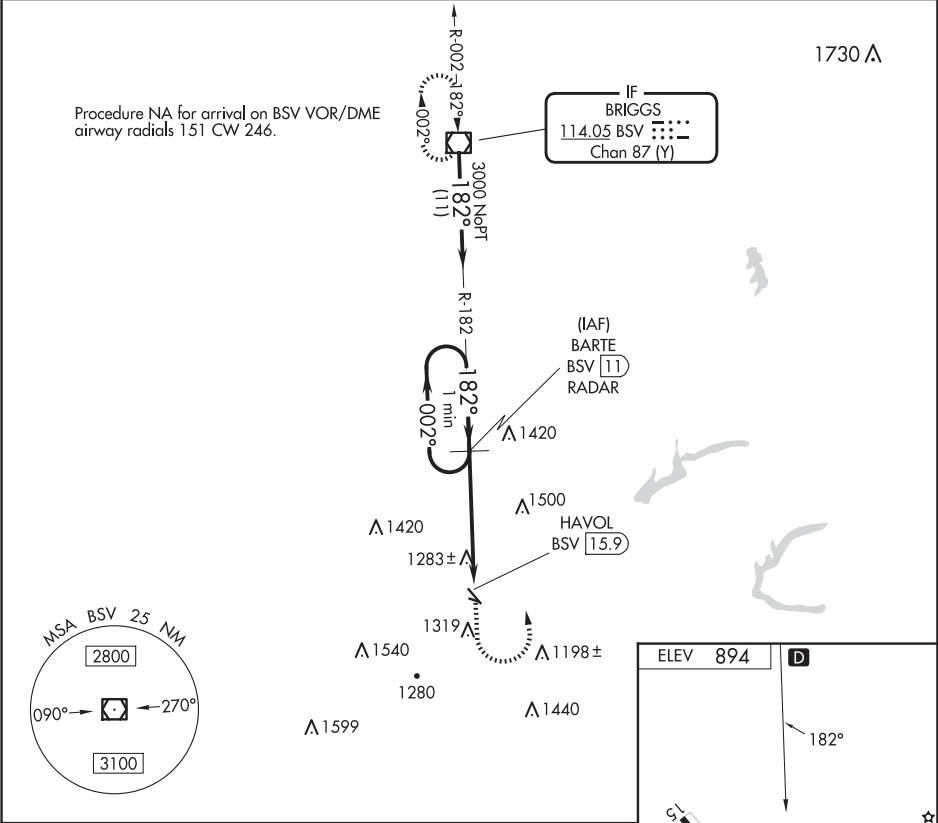 1730
Procedure NA for arrival on BSV VOR/DME
airway radials 151 CW 246.
R-002
182°
002°
IF
BRIGGS
114.05 BSV
Chan 87 (Y)
3000 NoPT
182°
(11)
R-182
(IAF)
BARTE
BSV 11
RADAR
182°
1 min
002°
1420
1500
1420
HAVOL
BSV 15.9
1283±
1319
1540
1198±
1280
1440
1599
MSA BSV 25 NM
2800
090°
270°
3100
ELEV 894 D
182°
15